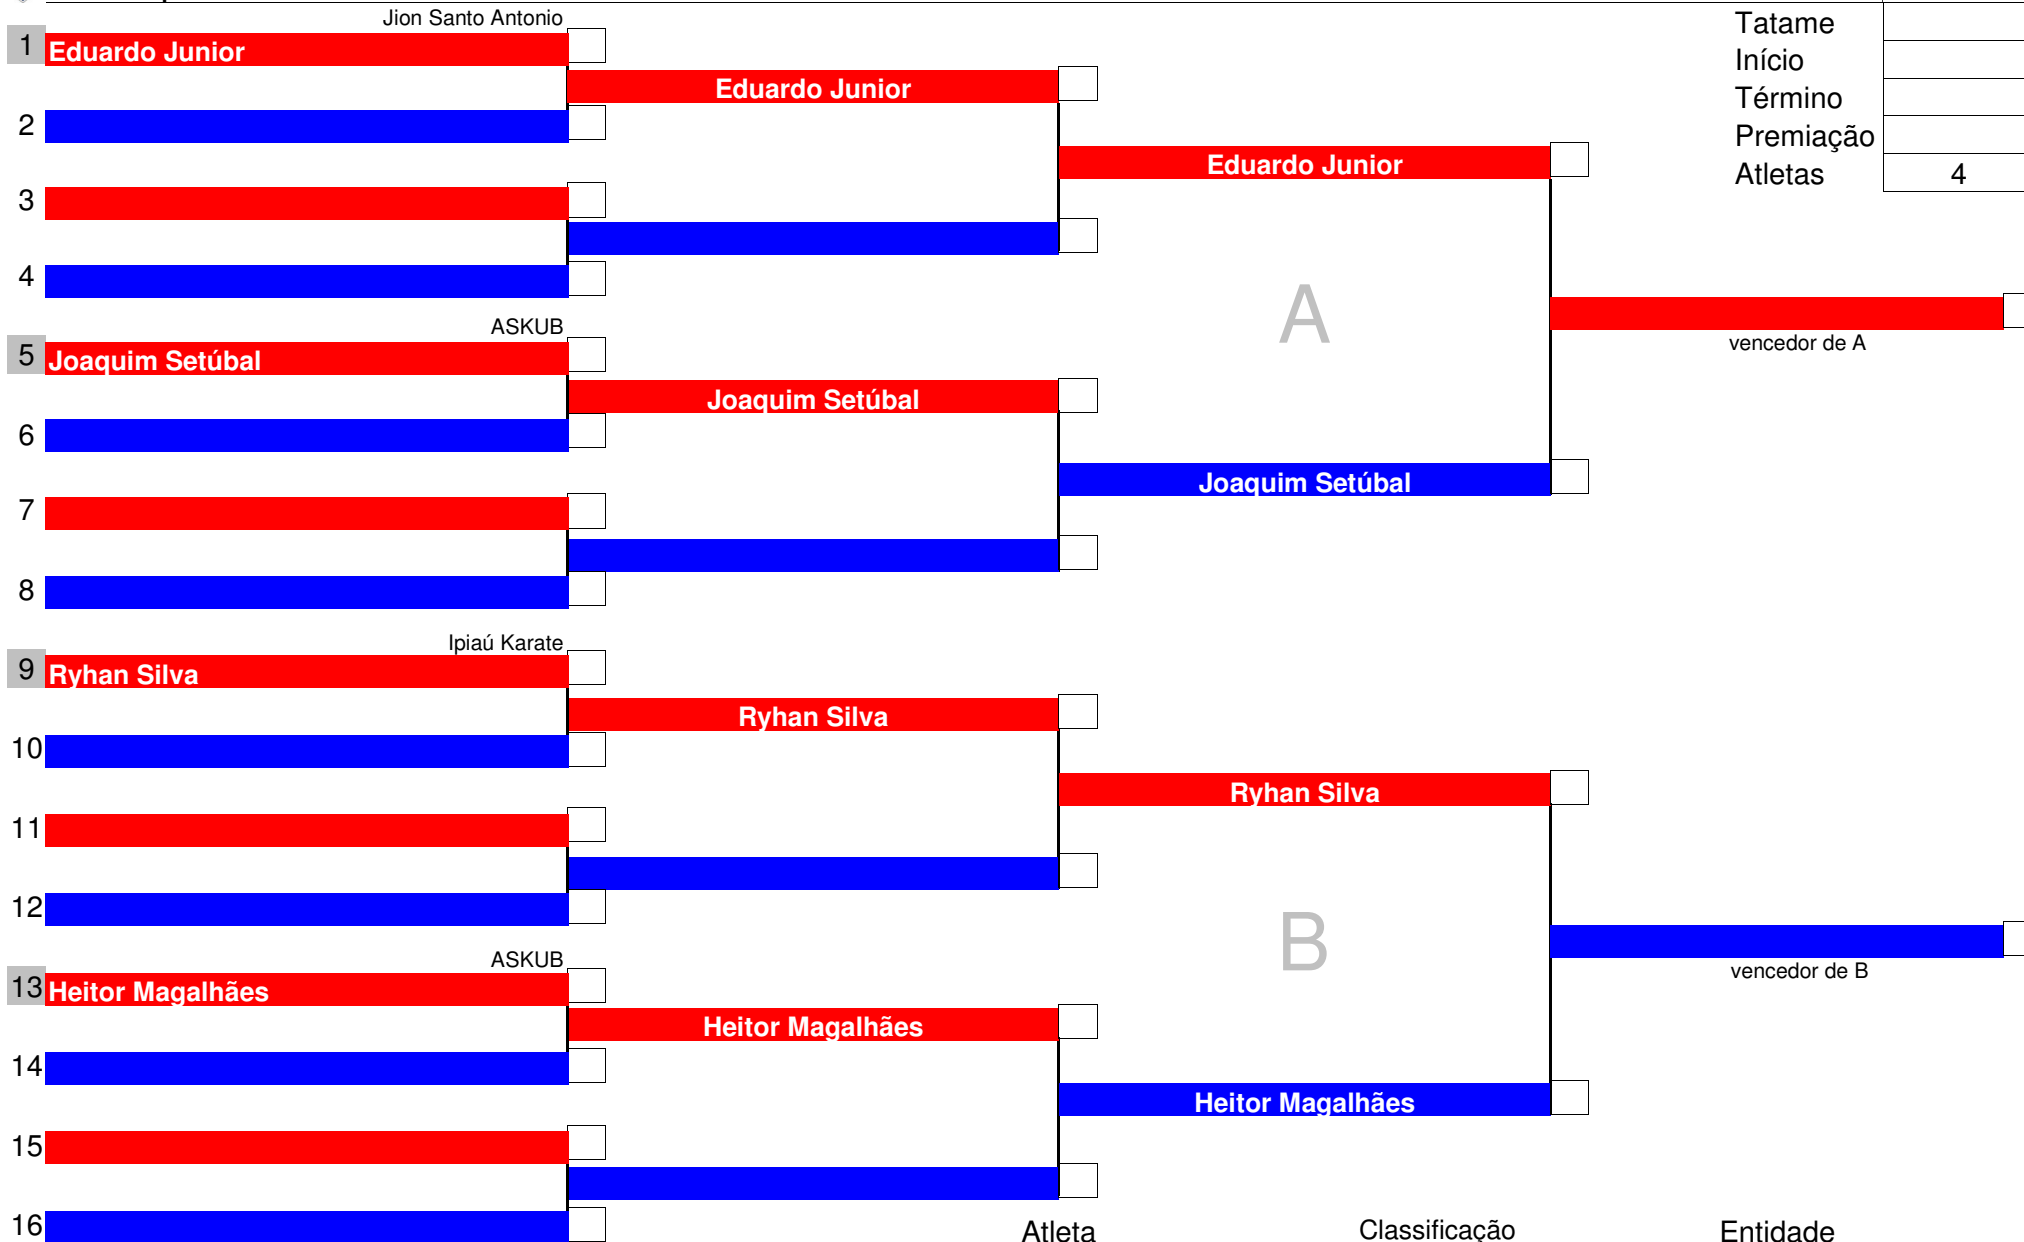 Jion Santo Antonio
1 Eduardo Junior
Tatame
Início
Eduardo Junior
Término
2
Premiação
Eduardo Junior
Atletas 4
3
4
A
ASKUB
vencedor de A
5 Joaquim Setúbal
Joaquim Setúbal
6
Joaquim Setúbal
7
8
Ipiaú Karate
9 Ryhan Silva
Ryhan Silva
10
Ryhan Silva
11
12
B
ASKUB
vencedor de B
13 Heitor Magalhães
Heitor Magalhães
14
Heitor Magalhães
15
16
Atleta Classificação Entidade